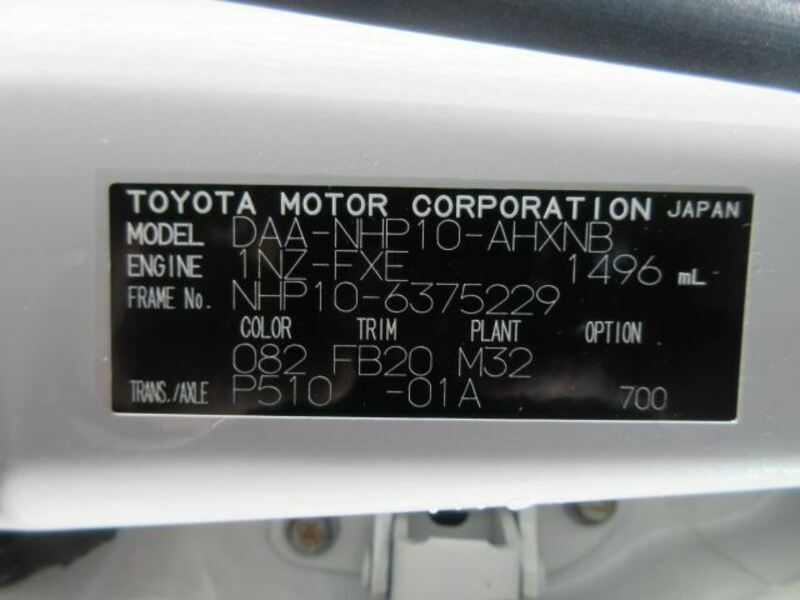 TOYOTA MOTOR CORPORATION JAPAN
MODEL DAA-NHP10-AHXNB
ENGINE 1NZ-FXE 1496 mL
FRAME No. NHP10-6375229
COLOR TRIM PLANT OPTION
082 FB20 M32
TRANS./AXLE P510 -01A 700